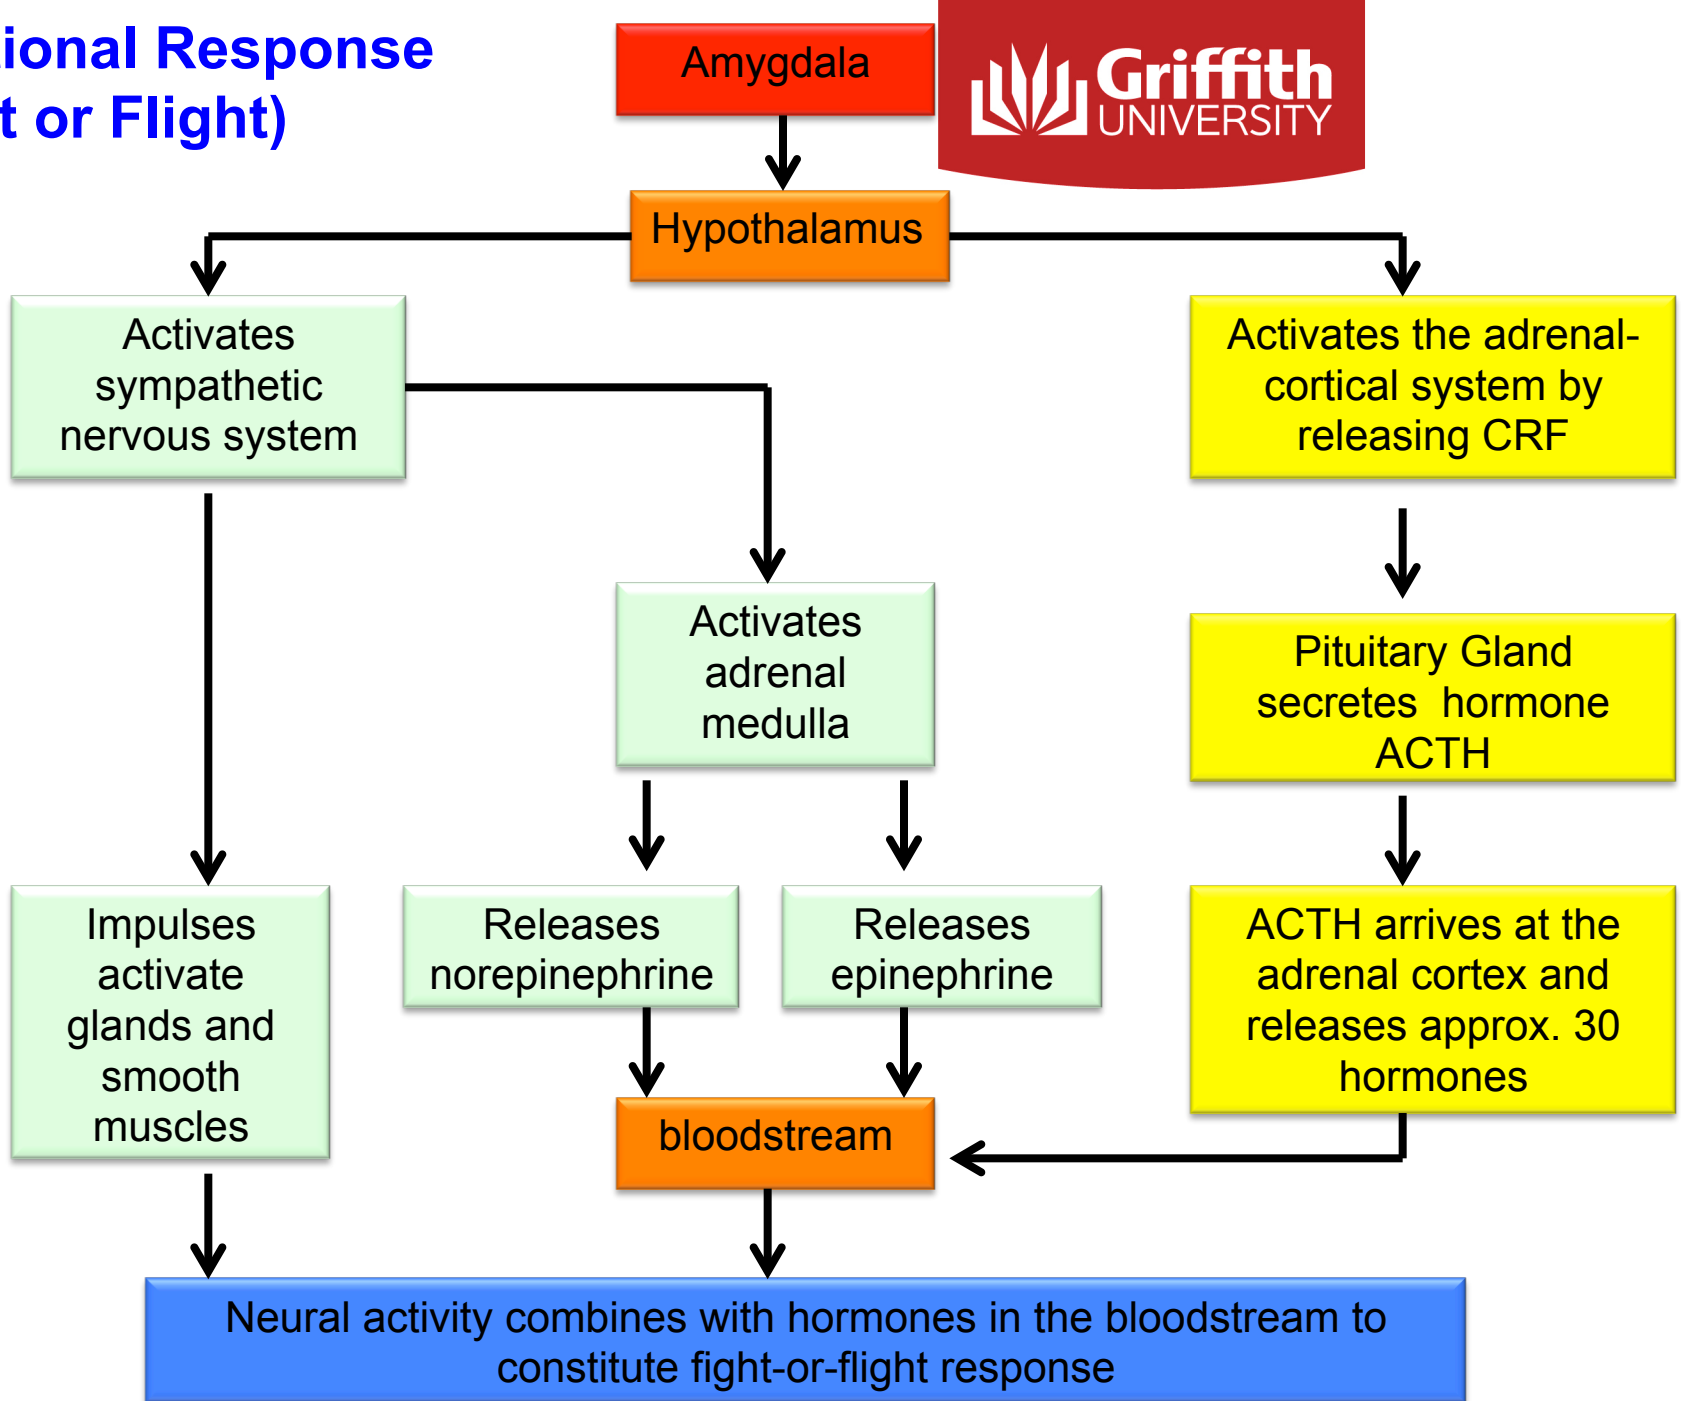 tional Response
t or Flight)
Amygdala
Griffith
UNIVERSITY
Hypothalamus
Activates
sympathetic
nervous system
Activates the adrenal-
cortical system by
releasing CRF
Activates
adrenal
medulla
Pituitary Gland
secretes hormone
ACTH
Impulses
activate
glands and
smooth
muscles
Releases
norepinephrine
Releases
epinephrine
ACTH arrives at the
adrenal cortex and
releases approx. 30
hormones
bloodstream
Neural activity combines with hormones in the bloodstream to
constitute fight-or-flight response